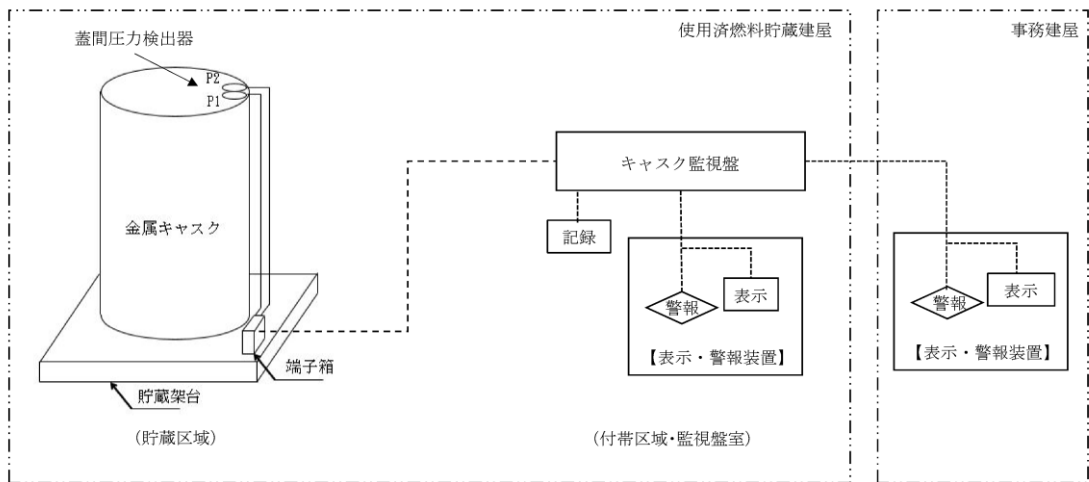 使用済燃料貯蔵建屋
事務建屋
蓋間圧力検出器
P2
P1
キャスク監視盤
金属キャスク
記録
警報
表示
【表示・警報装置】
警報
表示
【表示・警報装置】
端子箱
貯蔵架台
(貯蔵区域)
(付帯区域・監視盤室)